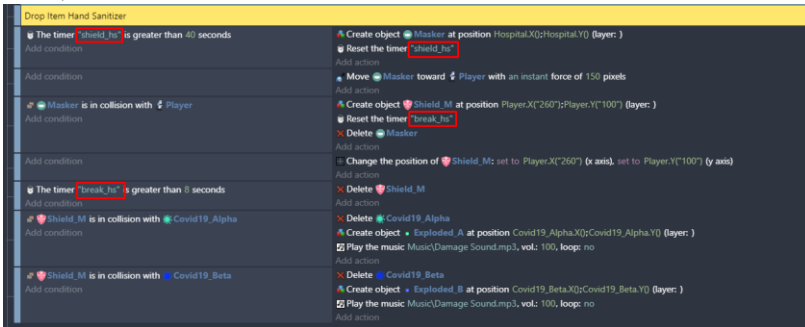 Drop Item Hand Sanitizer
The timer "shield_hs" is greater than 40 seconds
Add condition
Create object Masker at position Hospital.X();Hospital.Y() (layer: )
Reset the timer "shield_hs"
Add action
Add condition
Move Masker toward Player with an instant force of 150 pixels
Add action
Masker is in collision with Player
Add condition
Create object Shield_M at position Player.X("260");Player.Y("100") (layer: )
Reset the timer "break_hs"
Delete Masker
Add action
Add condition
Change the position of Shield_M: set to Player.X("260") (x axis), set to Player.Y("100") (y axis)
Add action
The timer "break_hs" is greater than 8 seconds
Add condition
Delete Shield_M
Add action
Shield_M is in collision with Covid19_Alpha
Add condition
Delete Covid19_Alpha
Create object Exploded_A at position Covid19_Alpha.X();Covid19_Alpha.Y() (layer: )
Play the music Music\Damage Sound.mp3, vol.: 100, loop: no
Add action
Shield_M is in collision with Covid19_Beta
Add condition
Delete Covid19_Beta
Create object Exploded_B at position Covid19_Beta.X();Covid19_Beta.Y() (layer: )
Play the music Music\Damage Sound.mp3, vol.: 100, loop: no
Add action